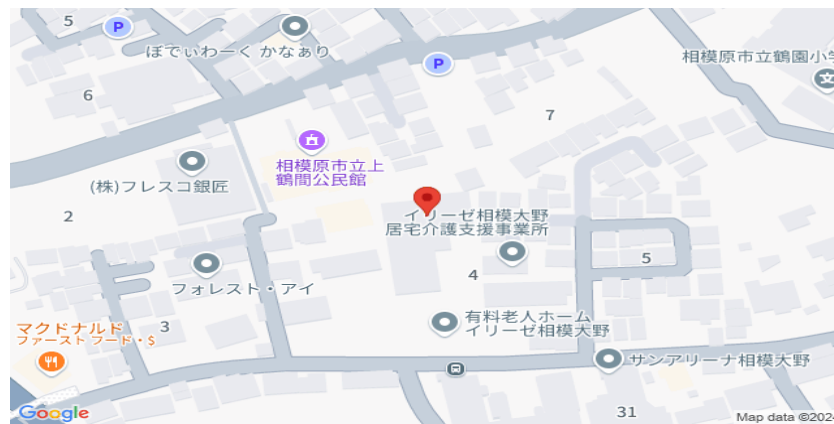 5
P
ぼでぃわーく かなあり
P
相模原市立鶴園小学
6
7
相模原市立上
鶴間公民館
(株)フレスコ銀匠
2
イリーゼ相模大野
居宅介護支援事業所
5
4
フォレスト・アイ
有料老人ホーム
イリーゼ相模大野
マクドナルド
ファースト フード・$
3
サンアリーナ相模大野
31
Google
Map data ©2024